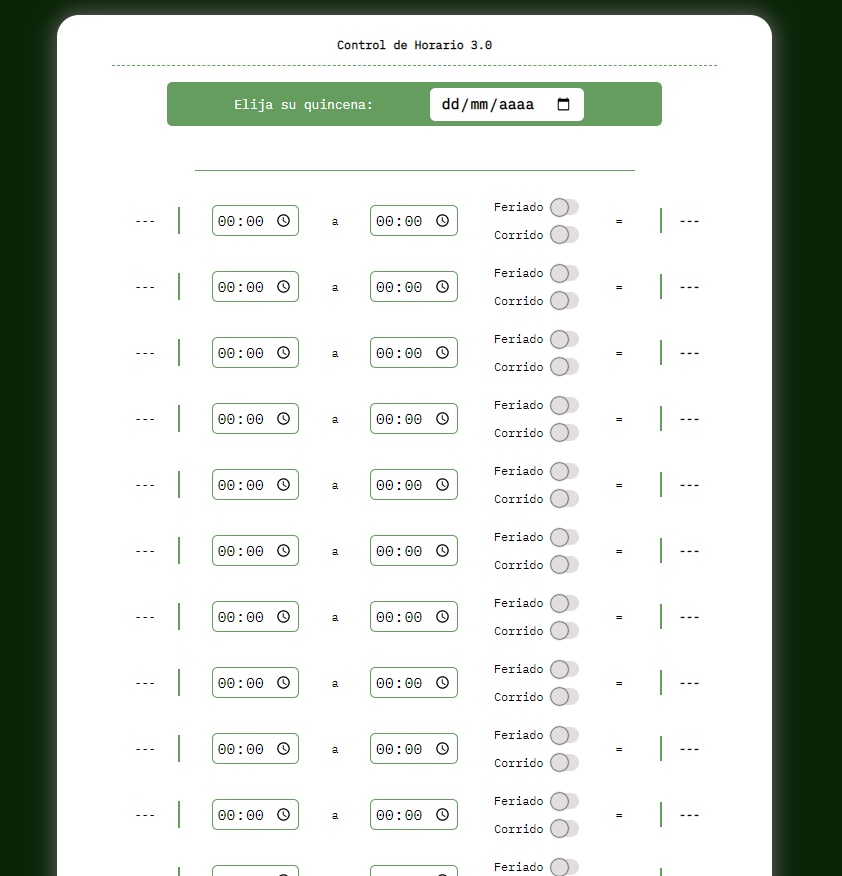 Control de Horario 3.0
Elija su quincena: dd/mm/aaaa
--- 00:00 a 00:00 Feriado = ---
Corrido
--- 00:00 a 00:00 Feriado = ---
Corrido
--- 00:00 a 00:00 Feriado = ---
Corrido
--- 00:00 a 00:00 Feriado = ---
Corrido
--- 00:00 a 00:00 Feriado = ---
Corrido
--- 00:00 a 00:00 Feriado = ---
Corrido
--- 00:00 a 00:00 Feriado = ---
Corrido
--- 00:00 a 00:00 Feriado = ---
Corrido
--- 00:00 a 00:00 Feriado = ---
Corrido
--- 00:00 a 00:00 Feriado = ---
Corrido
Feriado